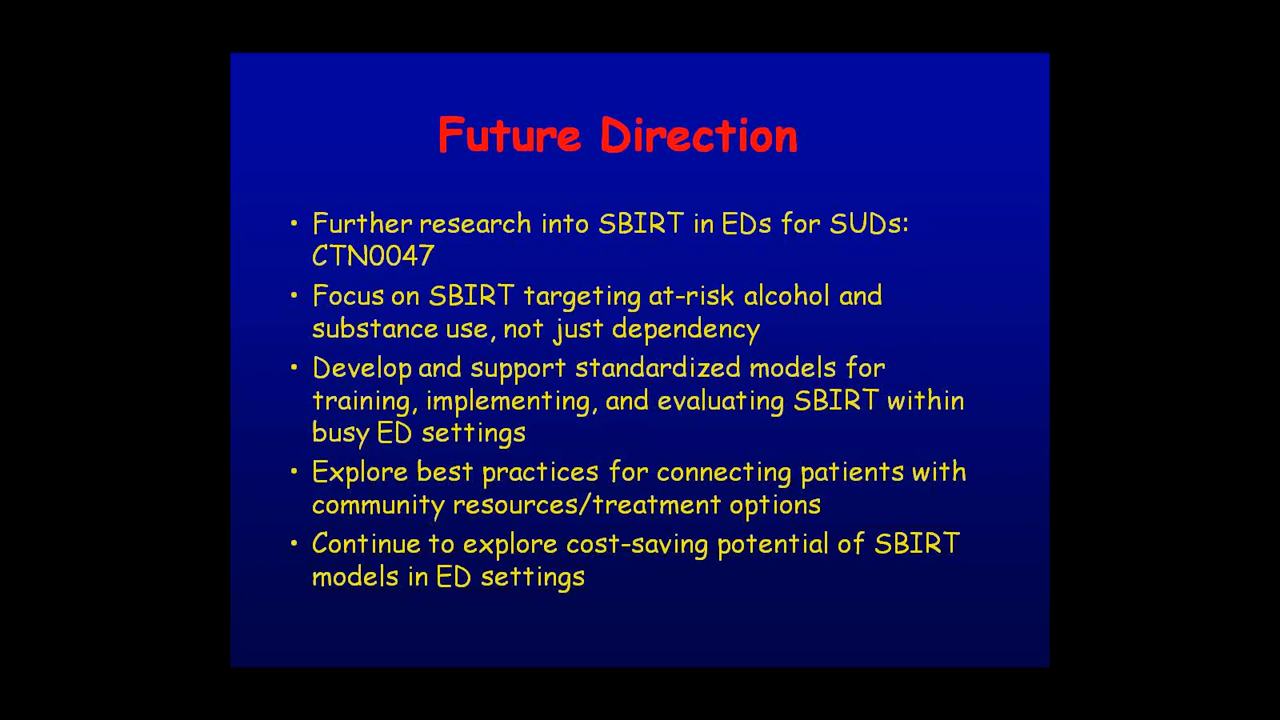 Future Direction
• Further research into SBIRT in EDs for SUDs:
CTN0047
• Focus on SBIRT targeting at-risk alcohol and
substance use, not just dependency
• Develop and support standardized models for
training, implementing, and evaluating SBIRT within
busy ED settings
• Explore best practices for connecting patients with
community resources/treatment options
• Continue to explore cost-saving potential of SBIRT
models in ED settings